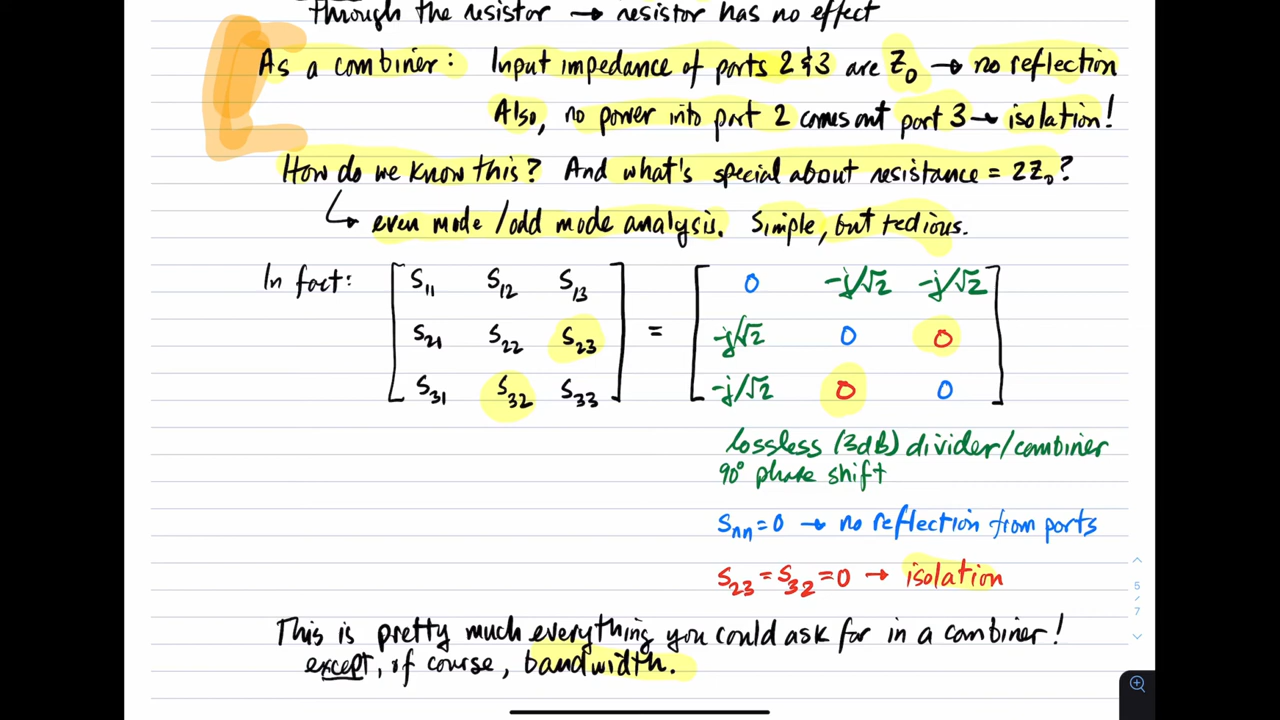 through the resistor → resistor has no effect
As a combiner: Input impedance of ports 2 & 3 are Z₀ → no reflection
Also, no power into port 2 comes out port 3 → isolation!
How do we know this? And what's special about resistance = 2Z₀?
↳ even mode/odd mode analysis. Simple, but tedious.
In fact: [ S₁₁ S₁₂ S₁₃ ] [ 0 -j/√2 -j/√2 ]
[ S₂₁ S₂₂ S₂₃ ] = [ -j/√2 0 0 ]
[ S₃₁ S₃₂ S₃₃ ] [ -j/√2 0 0 ]
lossless (3dB) divider/combiner
90° phase shift
Sₙₙ = 0 → no reflection from ports
S₂₃ = S₃₂ = 0 → isolation
5
/
7
This is pretty much everything you could ask for in a combiner!
except, of course, bandwidth.